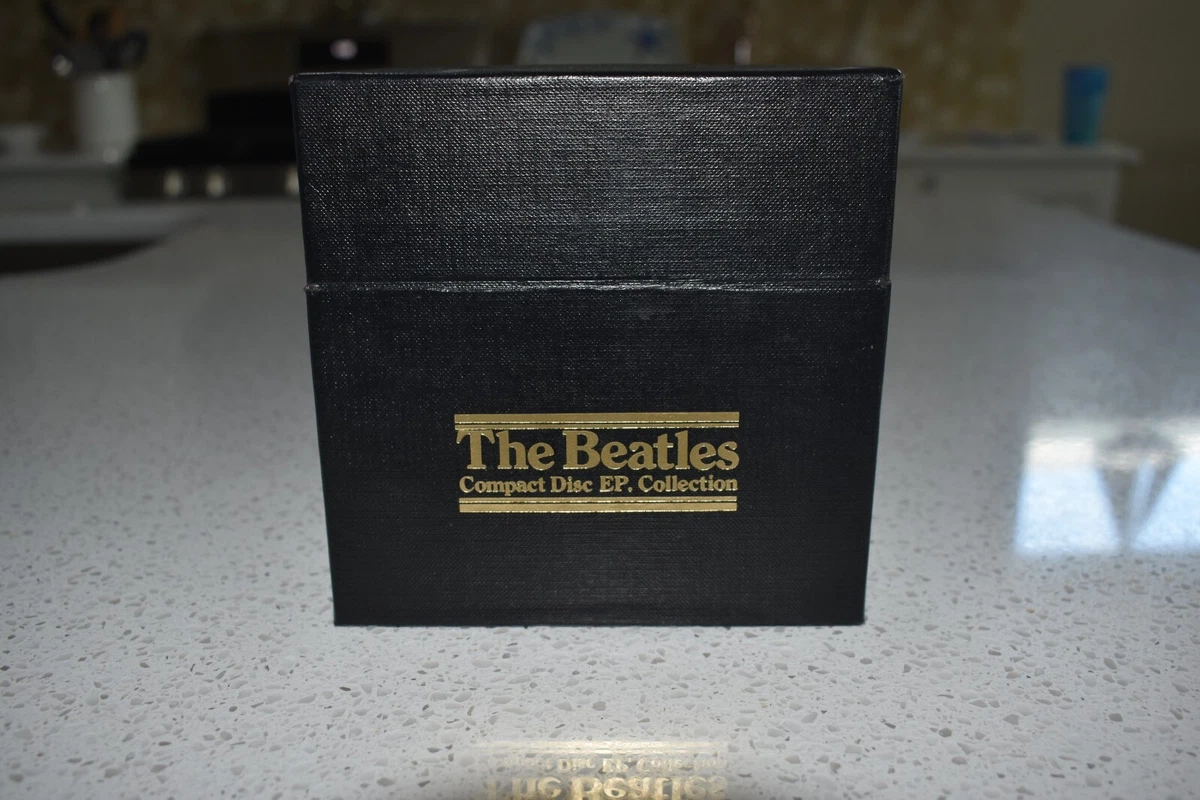 The Beatles
Compact Disc EP. Collection